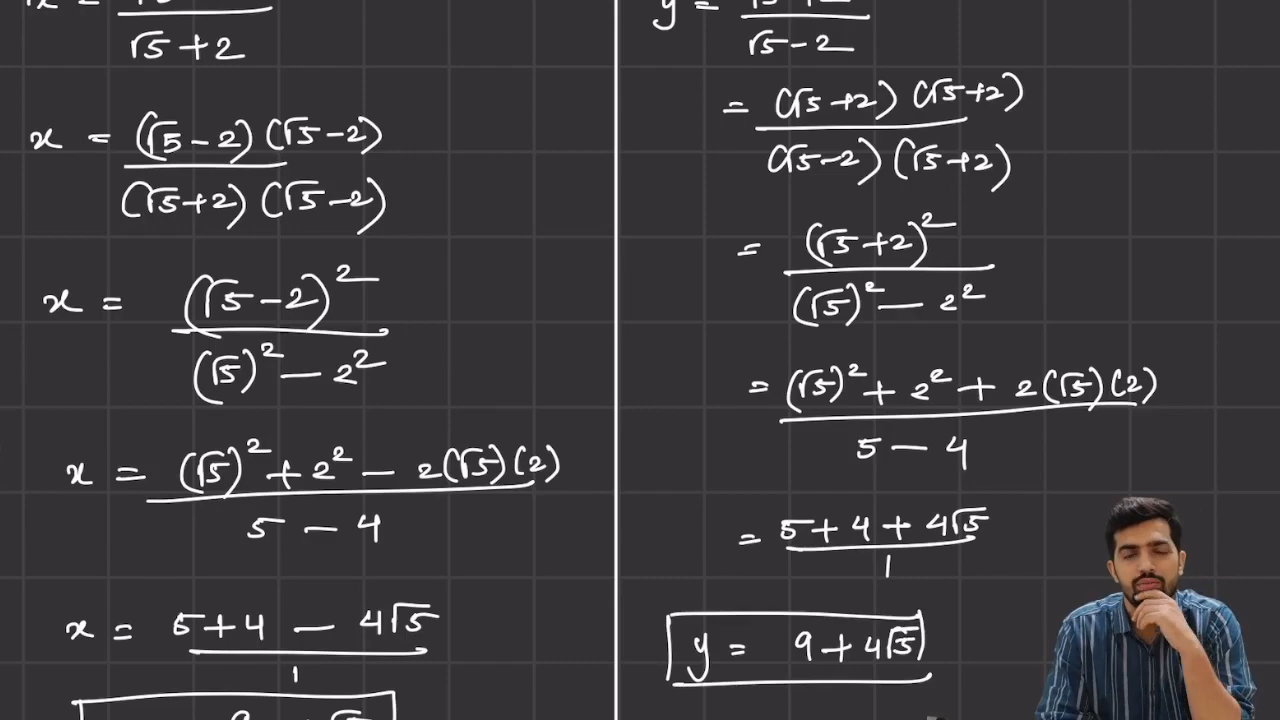 √5 + 2
x = (√5 - 2) (√5 - 2)
(√5 + 2) (√5 - 2)
x = (√5 - 2)²
(√5)² - 2²
x = (√5)² + 2² - 2(√5)(2)
5 - 4
x = 5 + 4 - 4√5
1
y =
√5 - 2
= (√5 + 2) (√5 + 2)
(√5 - 2) (√5 + 2)
= (√5 + 2)²
(√5)² - 2²
= (√5)² + 2² + 2(√5)(2)
5 - 4
= 5 + 4 + 4√5
1
y = 9 + 4√5